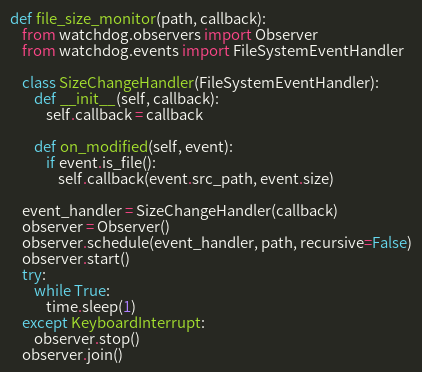 def file_size_monitor(path, callback):
    from watchdog.observers import Observer
    from watchdog.events import FileSystemEventHandler

    class SizeChangeHandler(FileSystemEventHandler):
        def __init__(self, callback):
            self.callback = callback

        def on_modified(self, event):
            if event.is_file():
                self.callback(event.src_path, event.size)

    event_handler = SizeChangeHandler(callback)
    observer = Observer()
    observer.schedule(event_handler, path, recursive=False)
    observer.start()
    try:
        while True:
            time.sleep(1)
    except KeyboardInterrupt:
        observer.stop()
    observer.join()